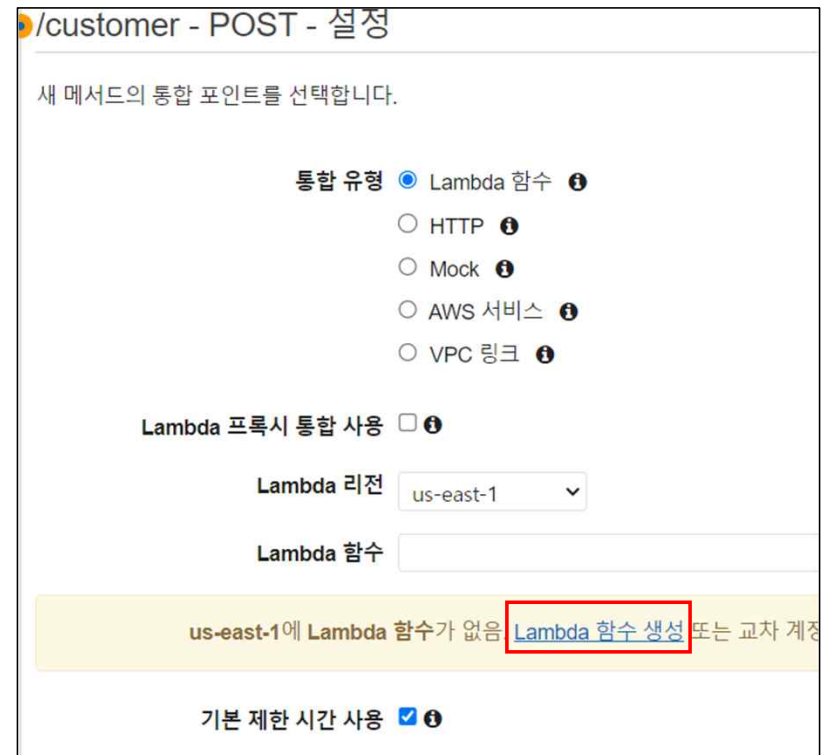 /customer - POST - 설정
새 메서드의 통합 포인트를 선택합니다.
통합 유형 Lambda 함수
HTTP
Mock
AWS 서비스
VPC 링크
Lambda 프록시 통합 사용
Lambda 리전 us-east-1
Lambda 함수
us-east-1에 Lambda 함수가 없음. Lambda 함수 생성 또는 교차 계정
기본 제한 시간 사용